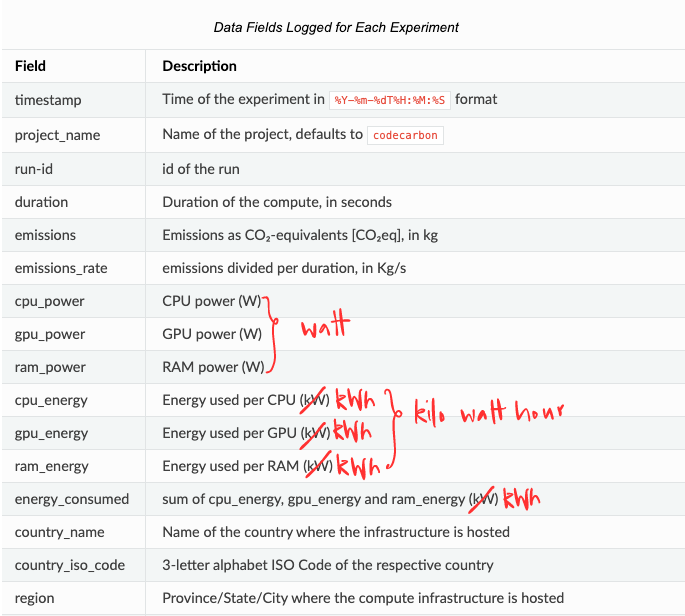 Data Fields Logged for Each Experiment
Field Description
timestamp Time of the experiment in %Y-%m-%dT%H:%M:%S format
project_name Name of the project, defaults to codecarbon
run-id id of the run
duration Duration of the compute, in seconds
emissions Emissions as CO₂-equivalents [CO₂eq], in kg
emissions_rate emissions divided per duration, in Kg/s
cpu_power CPU power (W)
gpu_power GPU power (W) watt
ram_power RAM power (W)
cpu_energy Energy used per CPU (kW) kWh
gpu_energy Energy used per GPU (kW) kWh kilo watt hour
ram_energy Energy used per RAM (kW) kWh
energy_consumed sum of cpu_energy, gpu_energy and ram_energy (kW) kWh
country_name Name of the country where the infrastructure is hosted
country_iso_code 3-letter alphabet ISO Code of the respective country
region Province/State/City where the compute infrastructure is hosted